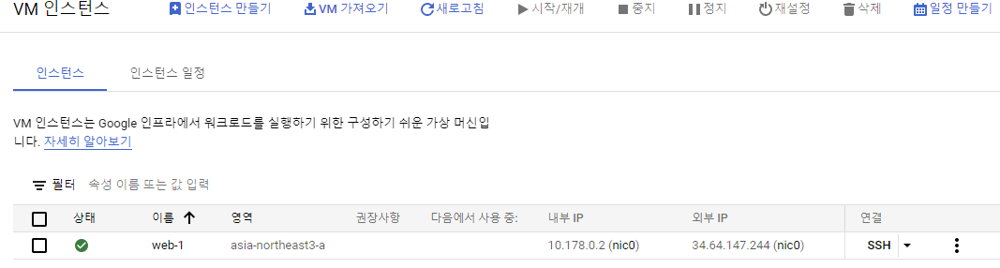 VM 인스턴스 인스턴스 만들기 VM 가져오기 새로고침 시작/재개 중지 정지 재설정 삭제 일정 만들기
인스턴스 인스턴스 일정
VM 인스턴스는 Google 인프라에서 워크로드를 실행하기 위한 구성하기 쉬운 가상 머신입
니다. 자세히 알아보기
필터 속성 이름 또는 값 입력
상태 이름 영역 권장사항 다음에서 사용 중: 내부 IP 외부 IP 연결
web-1 asia-northeast3-a 10.178.0.2 (nic0) 34.64.147.244 (nic0) SSH